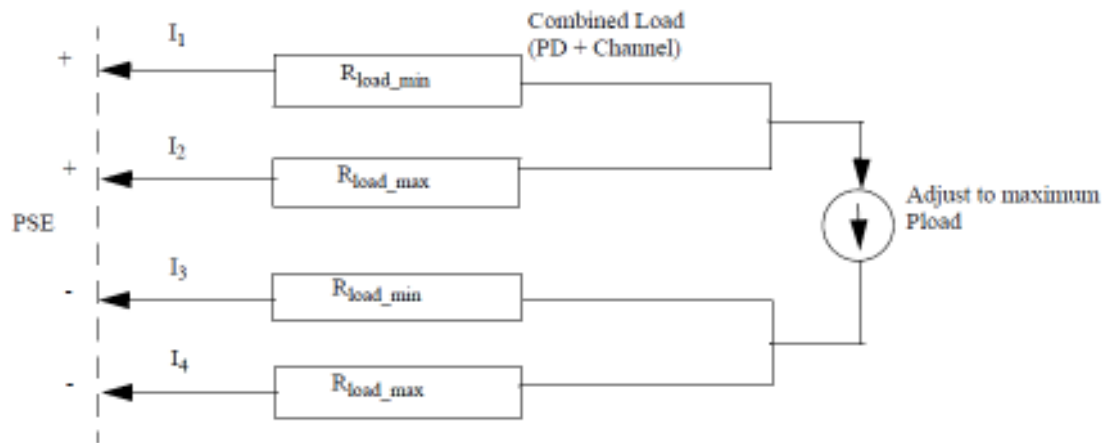 Combined Load
(PD + Channel)
I1
+
Rload_min
I2
+
Rload_max
PSE
Adjust to maximum
Pload
I3
-
Rload_min
I4
-
Rload_max